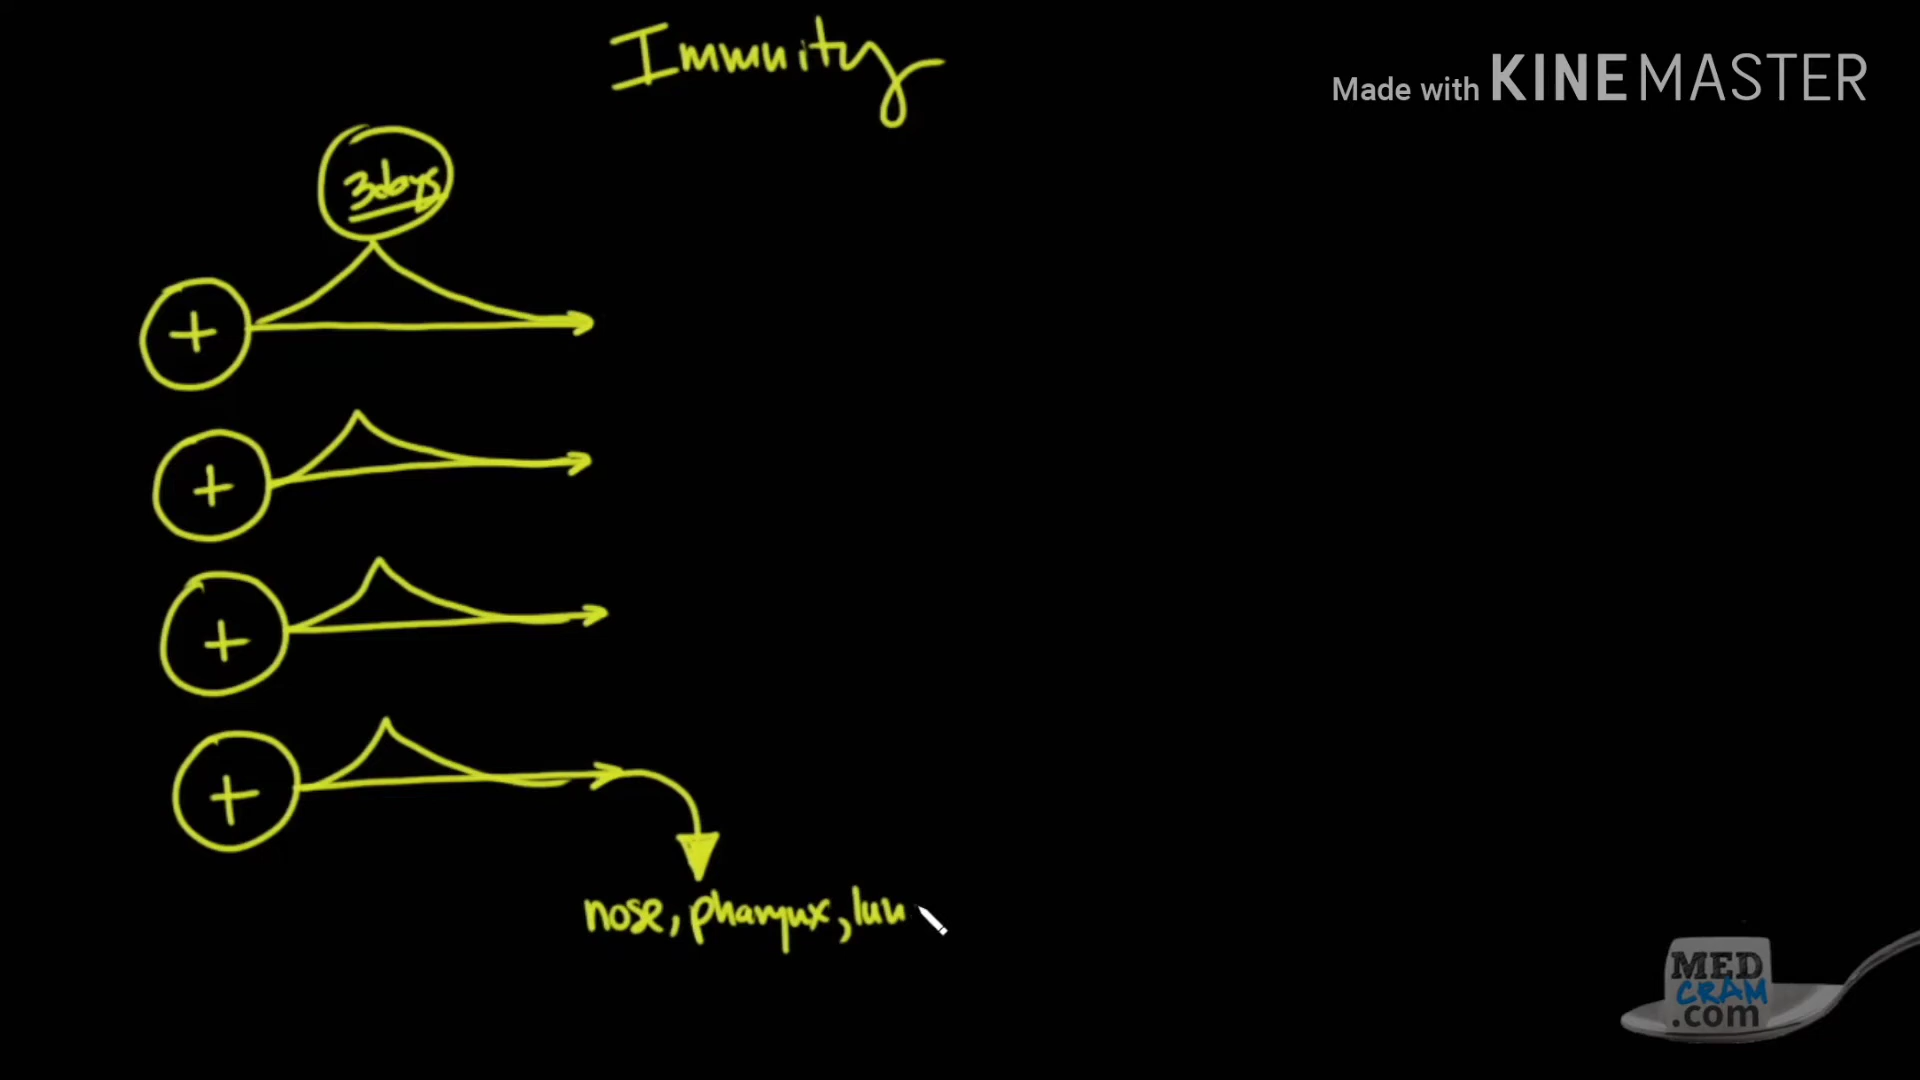 Immunity
Made with KINEMASTER
3days
+
+
+
+
nose, pharynx, lun
MED
CRAM
.com